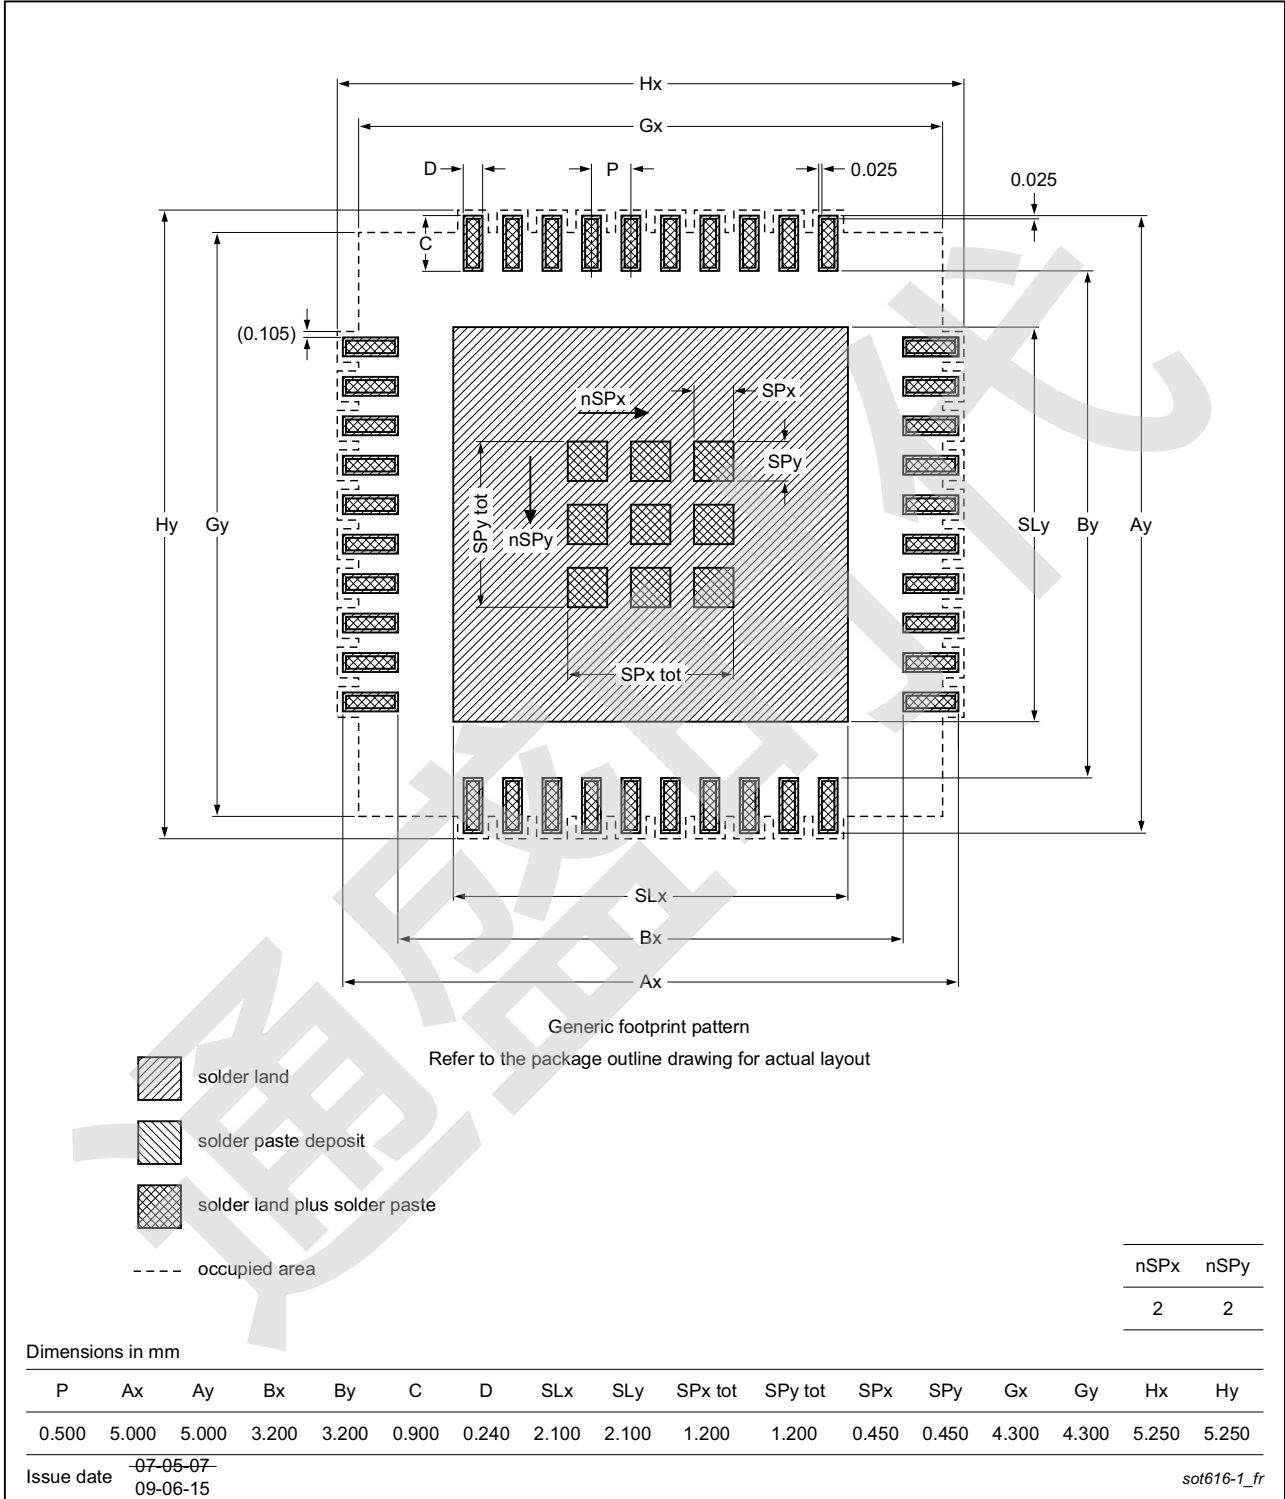 Hx
Gx
D
P
0.025
0.025
C
(0.105)
nSPx
SPx
SPy
SPy tot
nSPy
Hy
Gy
SLy
By
Ay
SPx tot
SLx
Bx
Ax
Generic footprint pattern
Refer to the package outline drawing for actual layout
solder land
solder paste deposit
solder land plus solder paste
occupied area
nSPx nSPy
2 2
Dimensions in mm
P Ax Ay Bx By C D SLx SLy SPx tot SPy tot SPx SPy Gx Gy Hx Hy
0.500 5.000 5.000 3.200 3.200 0.900 0.240 2.100 2.100 1.200 1.200 0.450 0.450 4.300 4.300 5.250 5.250
Issue date 07-05-07
09-06-15
sot616-1_fr
通盛时代